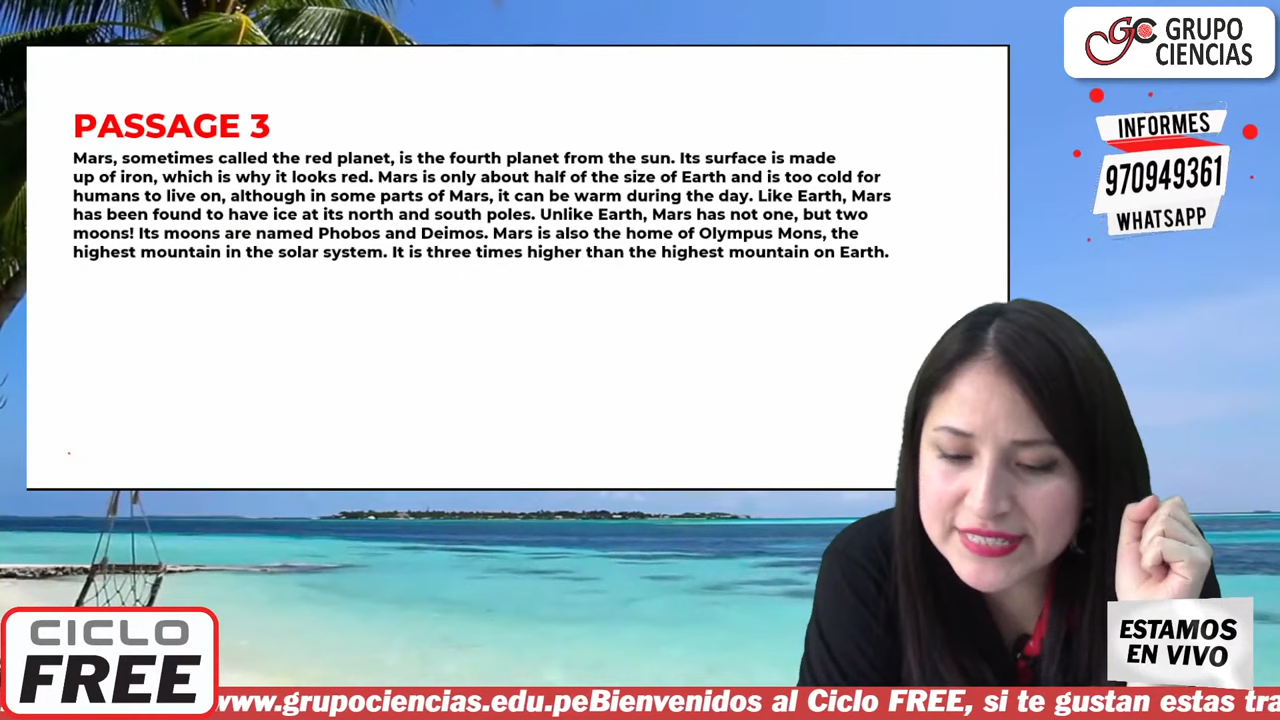 GC GRUPO
CIENCIAS
INFORMES
970949361
WHATSAPP
PASSAGE 3
Mars, sometimes called the red planet, is the fourth planet from the sun. Its surface is made
up of iron, which is why it looks red. Mars is only about half of the size of Earth and is too cold for
humans to live on, although in some parts of Mars, it can be warm during the day. Like Earth, Mars
has been found to have ice at its north and south poles. Unlike Earth, Mars has not one, but two
moons! Its moons are named Phobos and Deimos. Mars is also the home of Olympus Mons, the
highest mountain in the solar system. It is three times higher than the highest mountain on Earth.
CICLO
FREE
ESTAMOS
EN VIVO
www.grupociencias.edu.peBienvenidos al Ciclo FREE, si te gustan estas tra